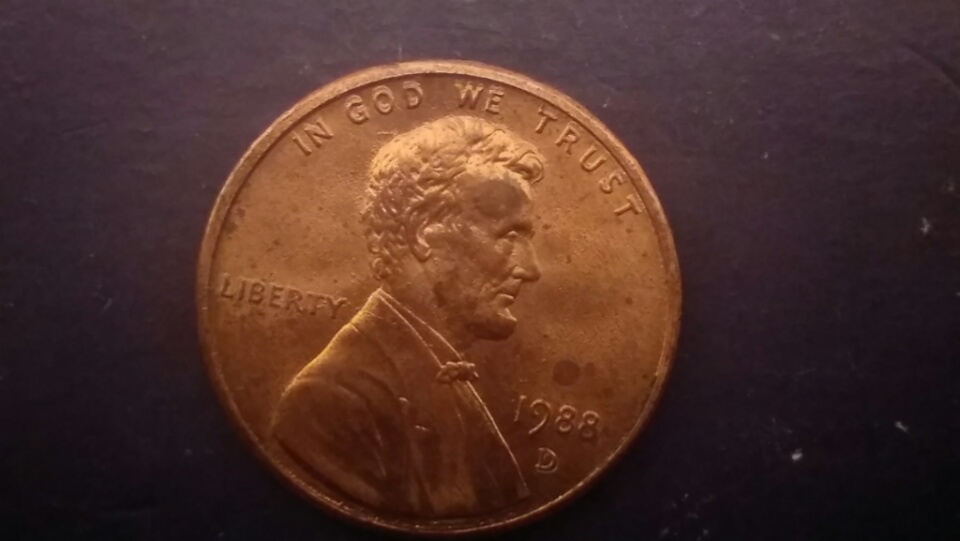 IN GOD WE TRUST
LIBERTY
1988
D